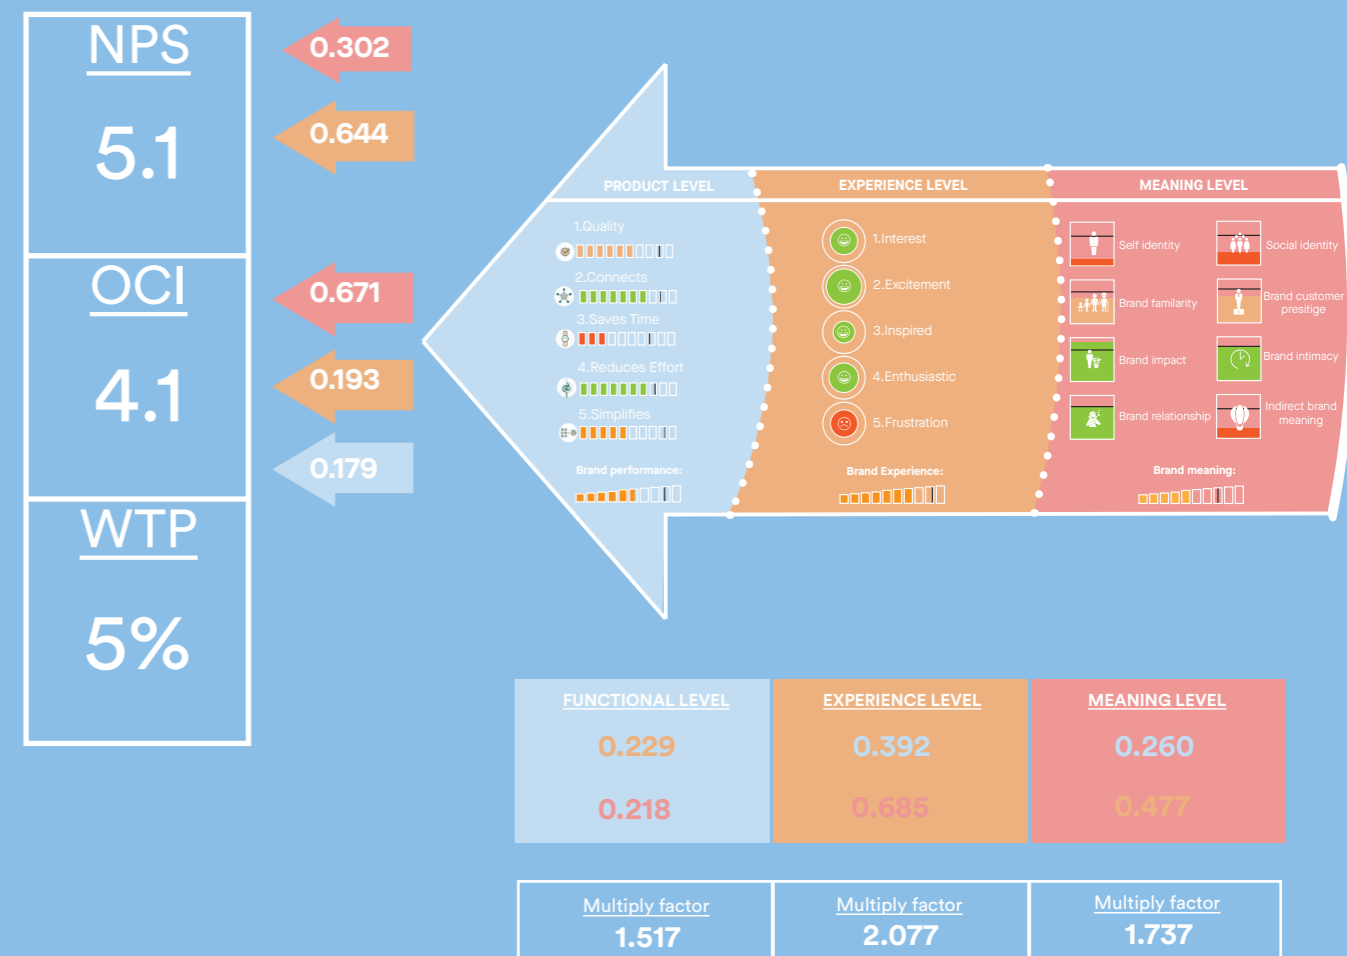 NPS
5.1
OCI
4.1
WTP
5%
0.302
0.644
0.671
0.193
0.179
PRODUCT LEVEL
1.Quality
2.Connects
3.Saves Time
4.Reduces Effort
5.Simplifies
Brand performance:
EXPERIENCE LEVEL
1.Interest
2.Excitement
3.Inspired
4.Enthusiastic
5.Frustration
Brand Experience:
MEANING LEVEL
Self identity
Social identity
Brand familarity
Brand customer
presitige
Brand impact
Brand intimacy
Brand relationship
Indirect brand
meaning
Brand meaning:
FUNCTIONAL LEVEL
0.229
0.218
EXPERIENCE LEVEL
0.392
0.685
MEANING LEVEL
0.260
0.477
Multiply factor
1.517
Multiply factor
2.077
Multiply factor
1.737